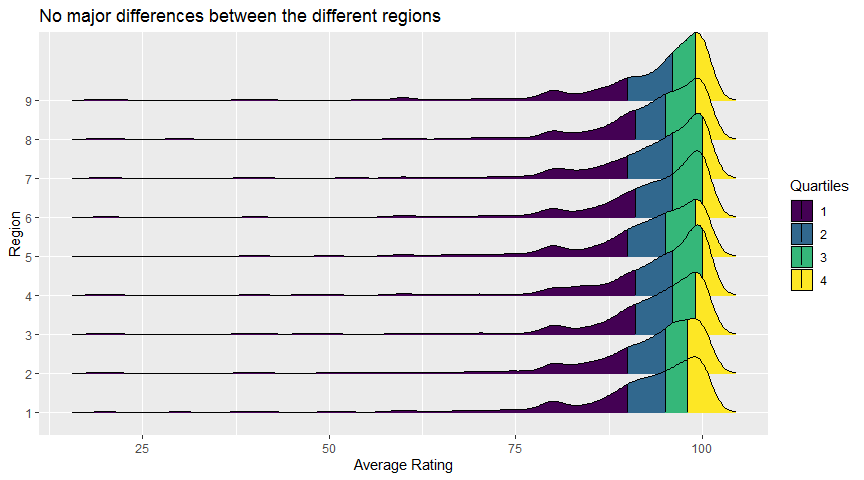 No major differences between the different regions
Region
9
8
7
6
5
4
3
2
1
25 50 75 100
Average Rating
Quartiles
1
2
3
4